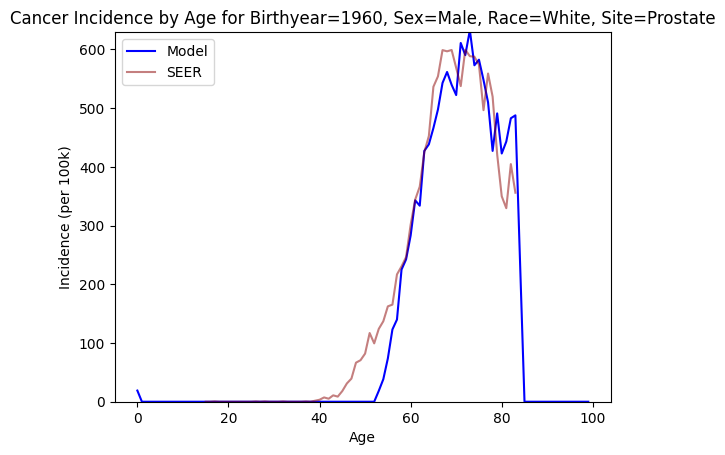 Cancer Incidence by Age for Birthyear=1960, Sex=Male, Race=White, Site=Prostate
Model
SEER
Incidence (per 100k)
600
500
400
300
200
100
0
0 20 40 60 80 100
Age